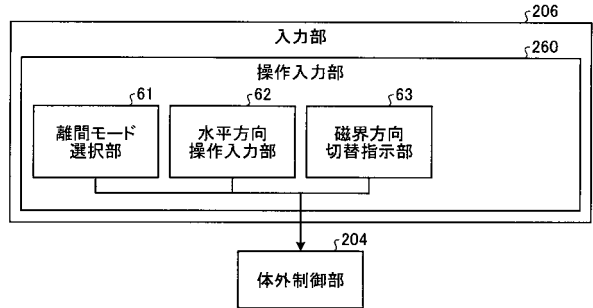 206
入力部
260
操作入力部
61
離間モード
選択部
62
水平方向
操作入力部
63
磁界方向
切替指示部
204
体外制御部